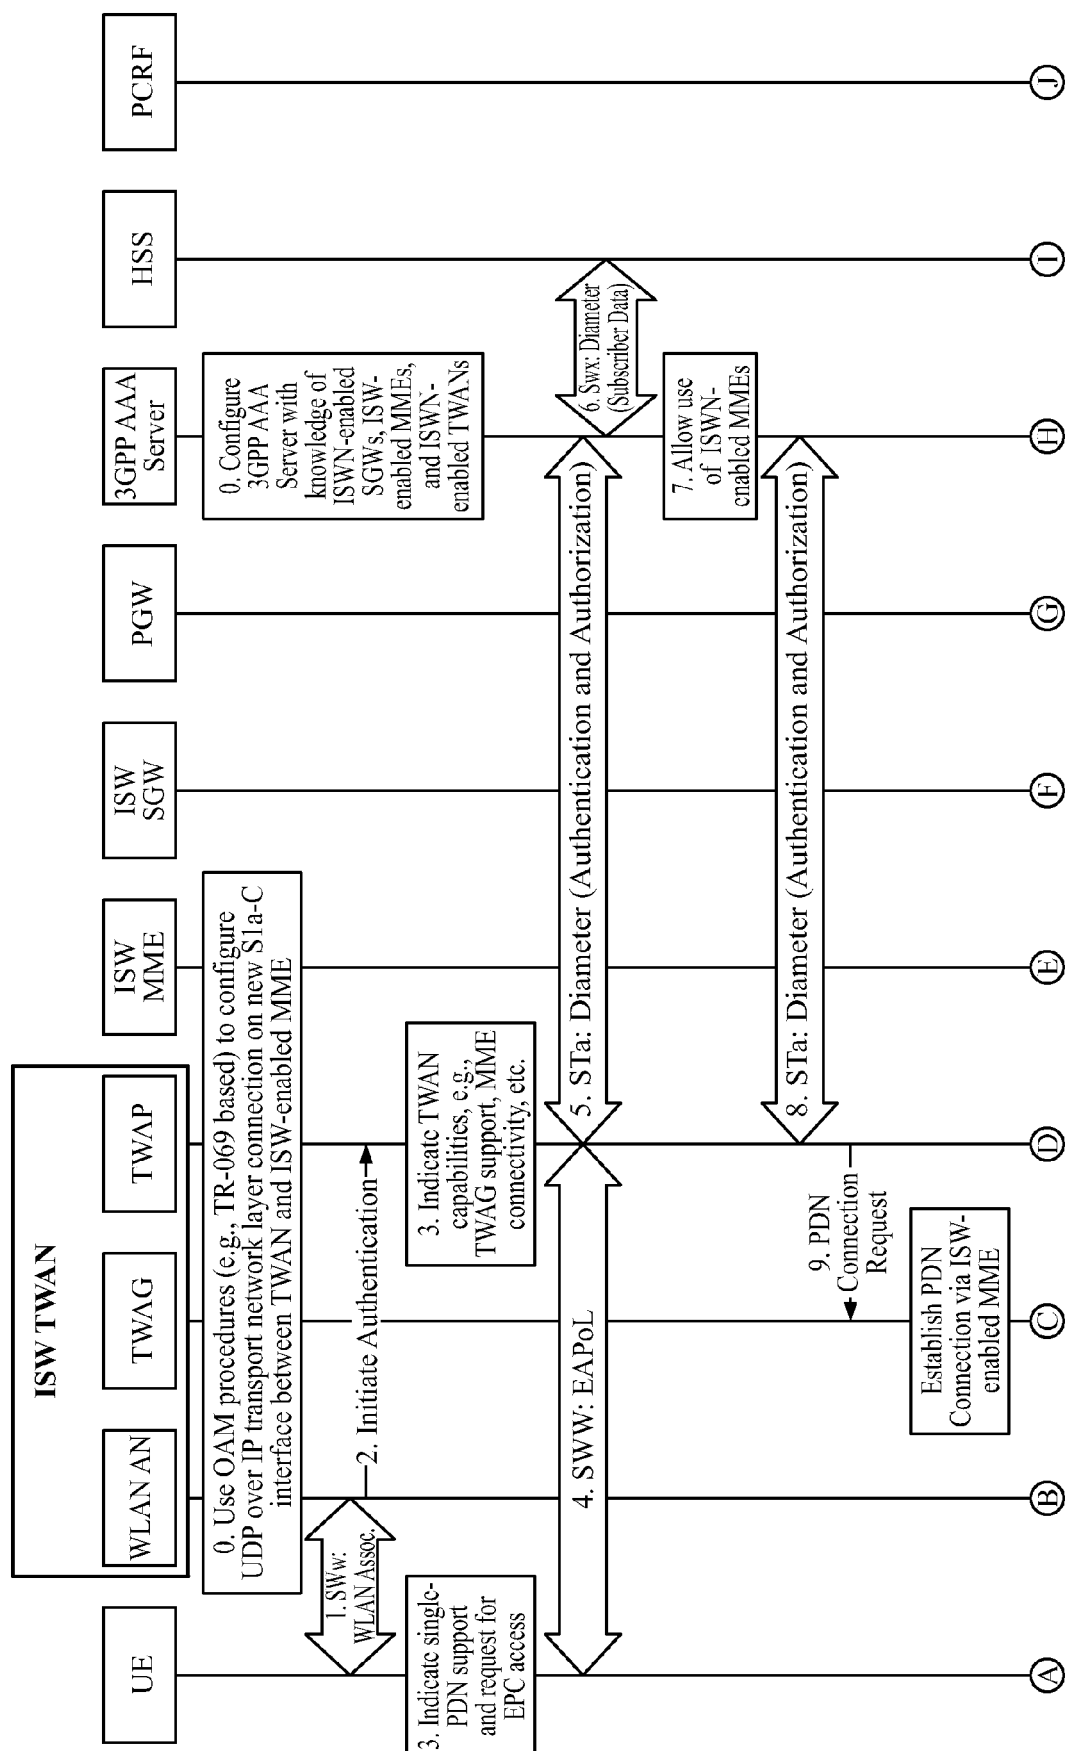 ISW TWAN
UE
WLAN AN
TWAG
TWAP
ISW
MME
ISW
SGW
PGW
3GPP AAA
Server
HSS
PCRF
0. Use OAM procedures (e.g., TR-069 based) to configure
UDP over IP transport network layer connection on new S1a-C
interface between TWAN and ISW-enabled MME
0. Configure
3GPP AAA
Server with
knowledge of
ISWN-enabled
SGWs, ISW-
enabled MMEs,
and ISWN-
enabled TWANs
1. SWw:
WLAN Assoc.
2. Initiate Authentication
3. Indicate single-
PDN support
and request for
EPC access
3. Indicate TWAN
capabilities, e.g.,
TWAG support, MME
connectivity, etc.
4. SWW: EAPoL
5. STa: Diameter (Authentication and Authorization)
6. Swx: Diameter
(Subscriber Data)
7. Allow use
of ISWN-
enabled MMEs
8. STa: Diameter (Authentication and Authorization)
9. PDN
Connection
Request
Establish PDN
Connection via ISW-
enabled MME
A
B
C
D
E
F
G
H
I
J